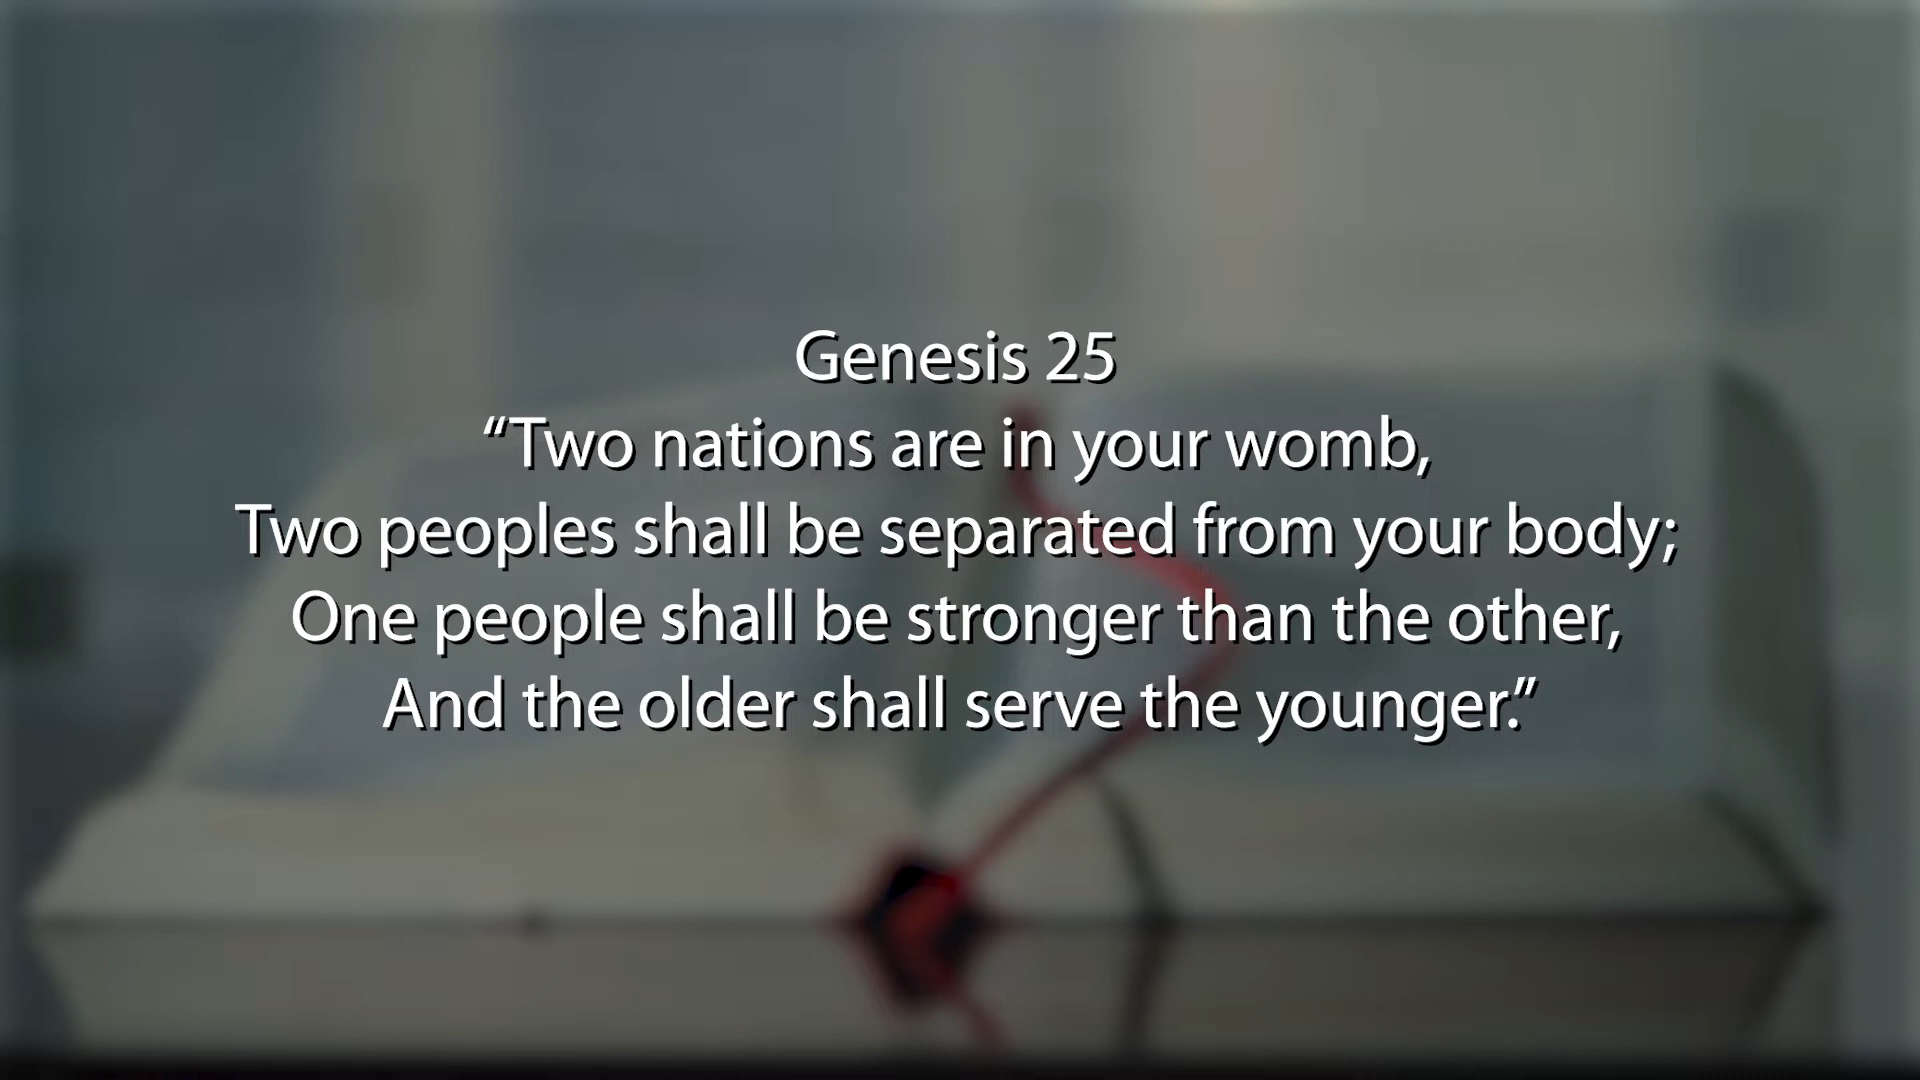 Genesis 25
“Two nations are in your womb,
Two peoples shall be separated from your body;
One people shall be stronger than the other,
And the older shall serve the younger.”